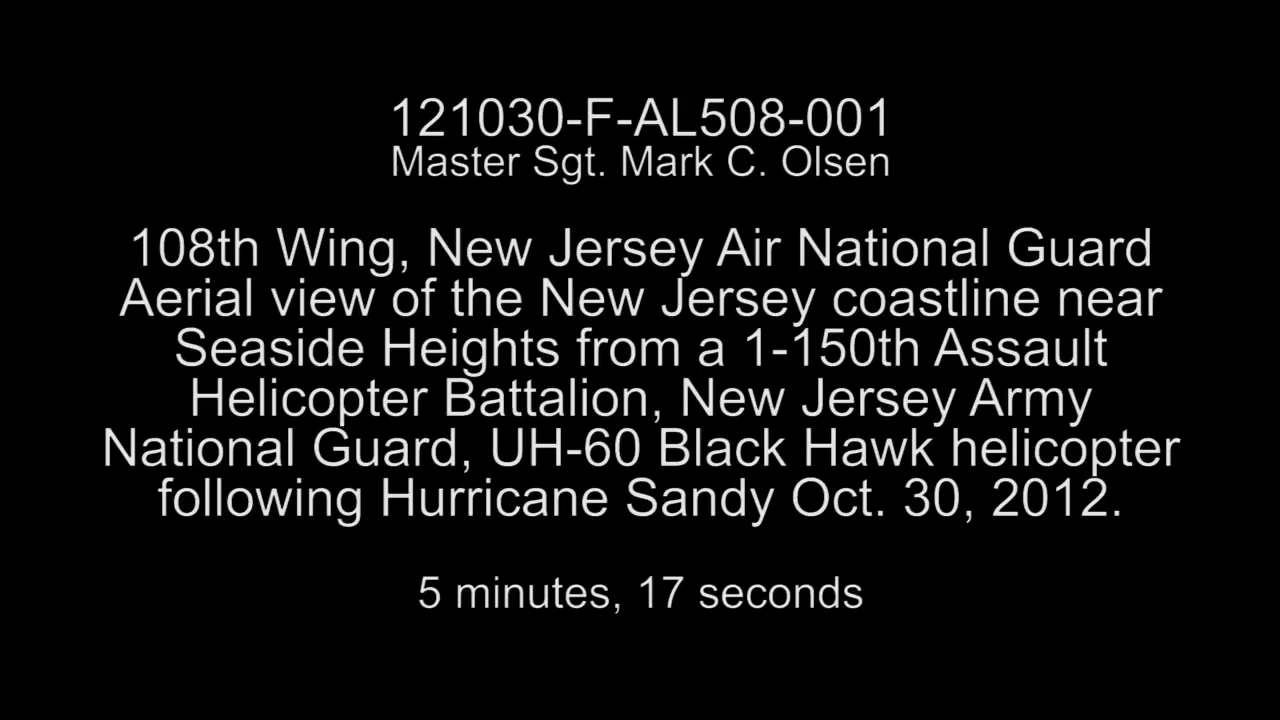 121030-F-AL508-001
Master Sgt. Mark C. Olsen
108th Wing, New Jersey Air National Guard
Aerial view of the New Jersey coastline near
Seaside Heights from a 1-150th Assault
Helicopter Battalion, New Jersey Army
National Guard, UH-60 Black Hawk helicopter
following Hurricane Sandy Oct. 30, 2012.
5 minutes, 17 seconds